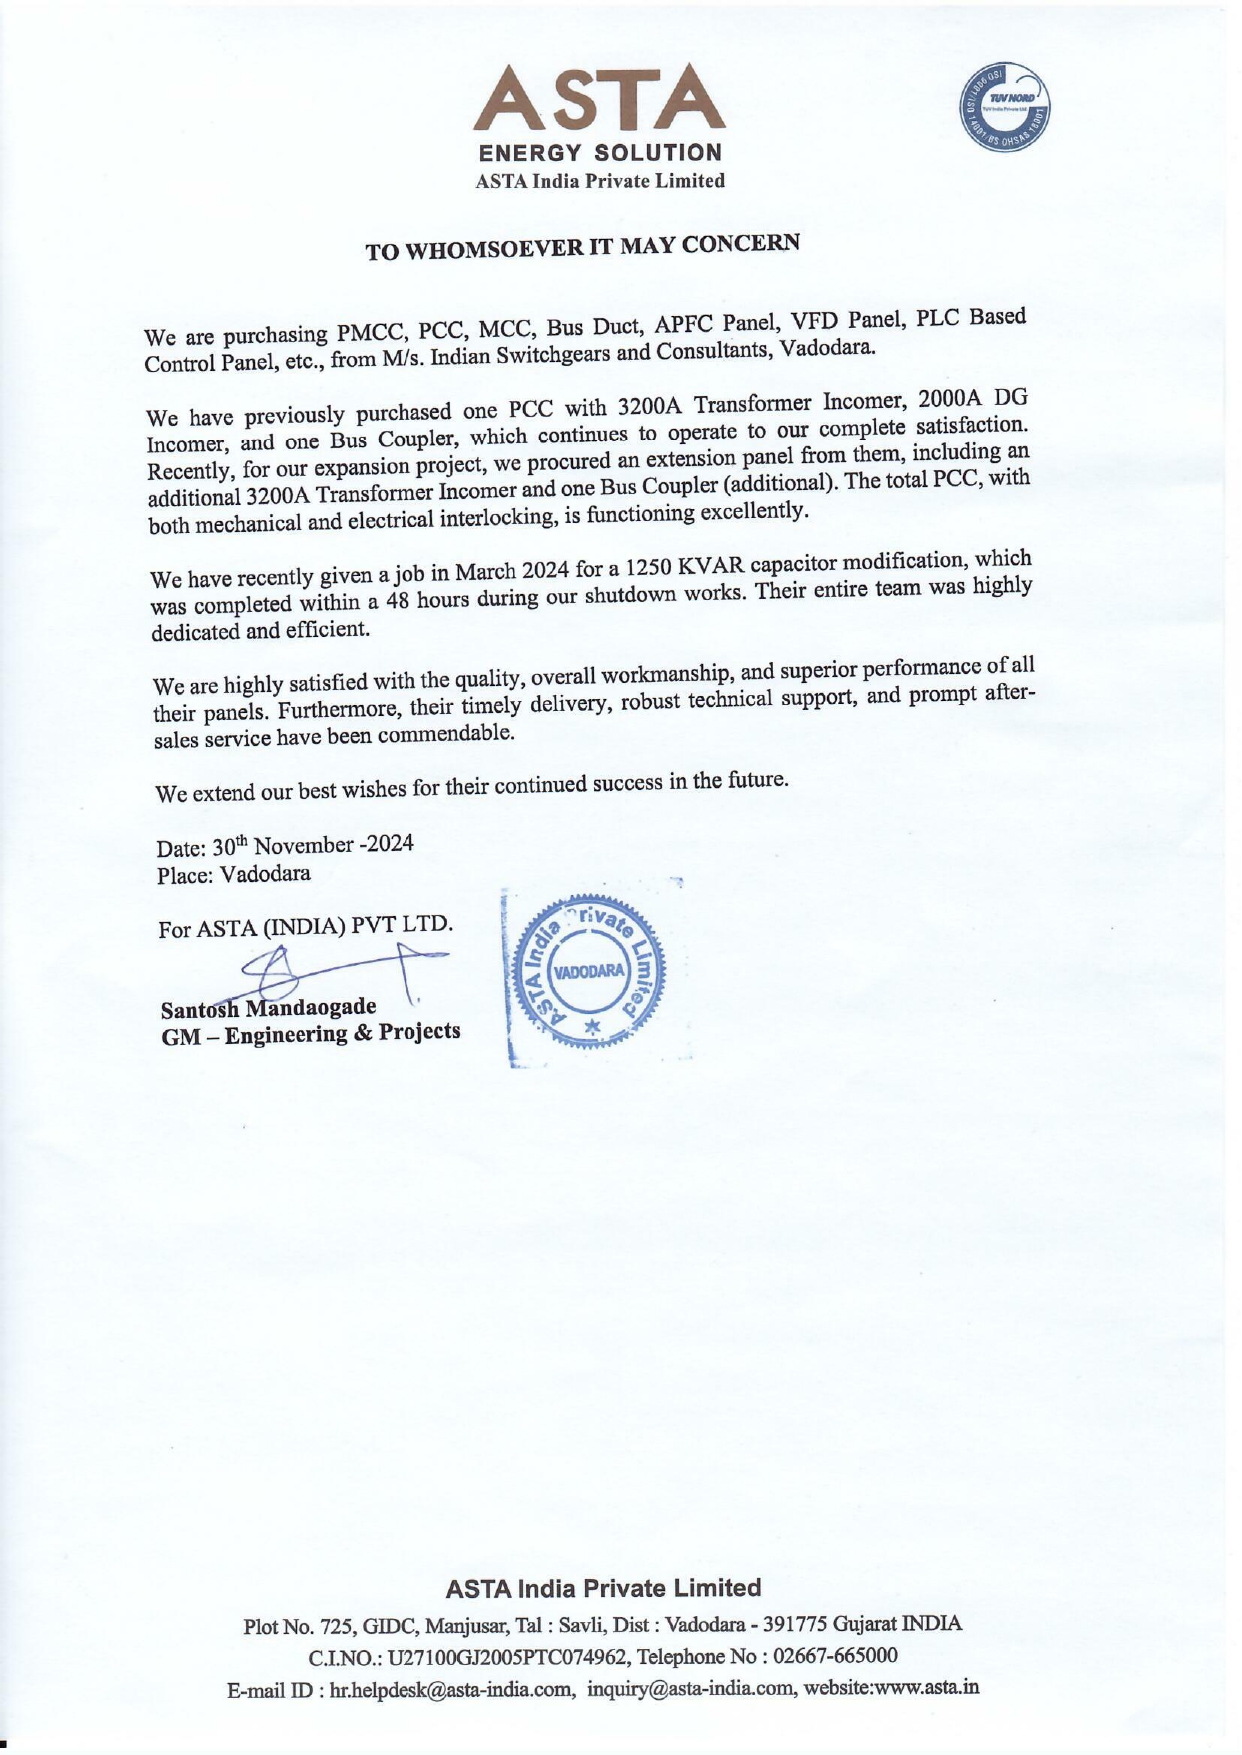 ASTA
ENERGY SOLUTION
ASTA India Private Limited
TUV NORD
TUV India Private Ltd.
14001/BS OHSAS 18001
TO WHOMSOEVER IT MAY CONCERN
We are purchasing PMCC, PCC, MCC, Bus Duct, APFC Panel, VFD Panel, PLC Based
Control Panel, etc., from M/s. Indian Switchgears and Consultants, Vadodara.
We have previously purchased one PCC with 3200A Transformer Incomer, 2000A DG
Incomer, and one Bus Coupler, which continues to operate to our complete satisfaction.
Recently, for our expansion project, we procured an extension panel from them, including an
additional 3200A Transformer Incomer and one Bus Coupler (additional). The total PCC, with
both mechanical and electrical interlocking, is functioning excellently.
We have recently given a job in March 2024 for a 1250 KVAR capacitor modification, which
was completed within a 48 hours during our shutdown works. Their entire team was highly
dedicated and efficient.
We are highly satisfied with the quality, overall workmanship, and superior performance of all
their panels. Furthermore, their timely delivery, robust technical support, and prompt after-
sales service have been commendable.
We extend our best wishes for their continued success in the future.
Date: 30th November -2024
Place: Vadodara
For ASTA (INDIA) PVT LTD.
ASTA India Private Limited
VADODARA
Santosh Mandaogade
GM – Engineering & Projects
ASTA India Private Limited
Plot No. 725, GIDC, Manjusar, Tal : Savli, Dist : Vadodara - 391775 Gujarat INDIA
C.I.NO.: U27100GJ2005PTC074962, Telephone No : 02667-665000
E-mail ID : hr.helpdesk@asta-india.com, inquiry@asta-india.com, website:www.asta.in